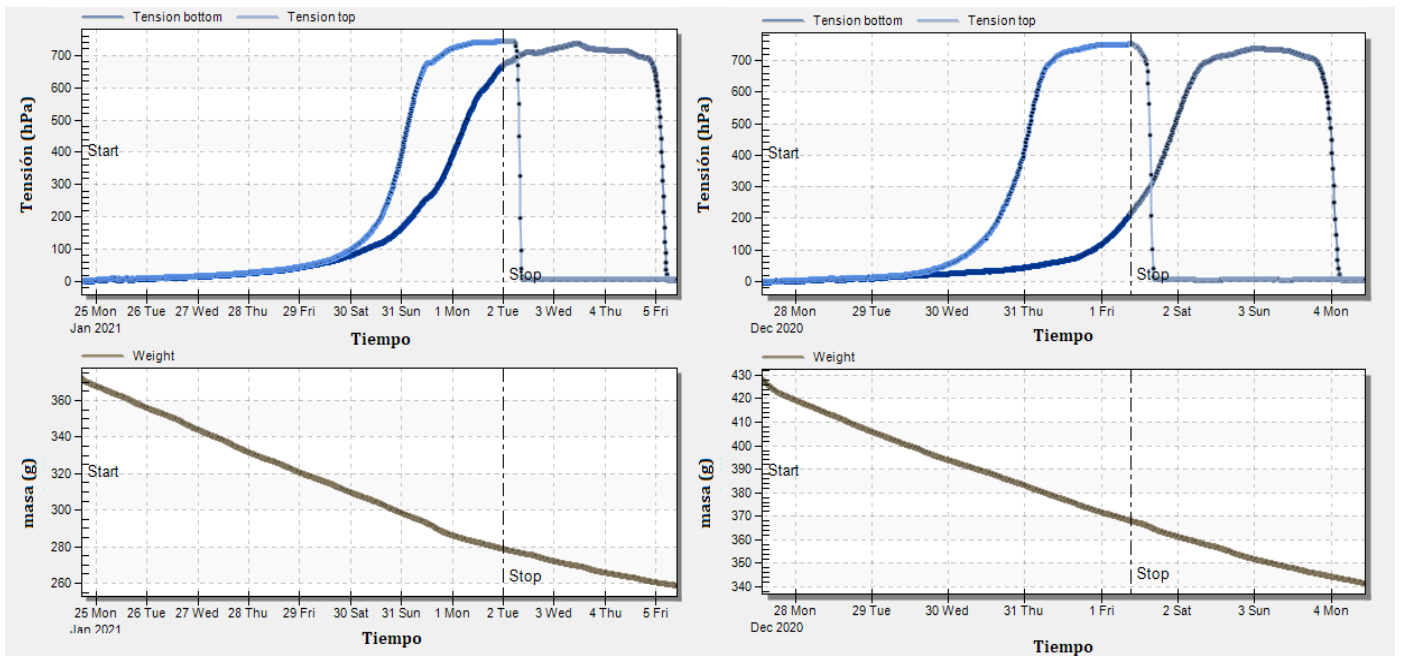 Tension bottom Tension top
Tensión (hPa)
700
600
500
400
300
200
100
0
Start
Stop
25 Mon 26 Tue 27 Wed 28 Thu 29 Fri 30 Sat 31 Sun 1 Mon 2 Tue 3 Wed 4 Thu 5 Fri
Jan 2021
Tiempo
Tension bottom Tension top
Tensión (hPa)
700
600
500
400
300
200
100
0
Start
Stop
28 Mon 29 Tue 30 Wed 31 Thu 1 Fri 2 Sat 3 Sun 4 Mon
Dec 2020
Tiempo
Weight
masa (g)
360
340
320
300
280
260
Start
Stop
25 Mon 26 Tue 27 Wed 28 Thu 29 Fri 30 Sat 31 Sun 1 Mon 2 Tue 3 Wed 4 Thu 5 Fri
Jan 2021
Tiempo
Weight
masa (g)
430
420
410
400
390
380
370
360
350
340
Start
Stop
28 Mon 29 Tue 30 Wed 31 Thu 1 Fri 2 Sat 3 Sun 4 Mon
Dec 2020
Tiempo